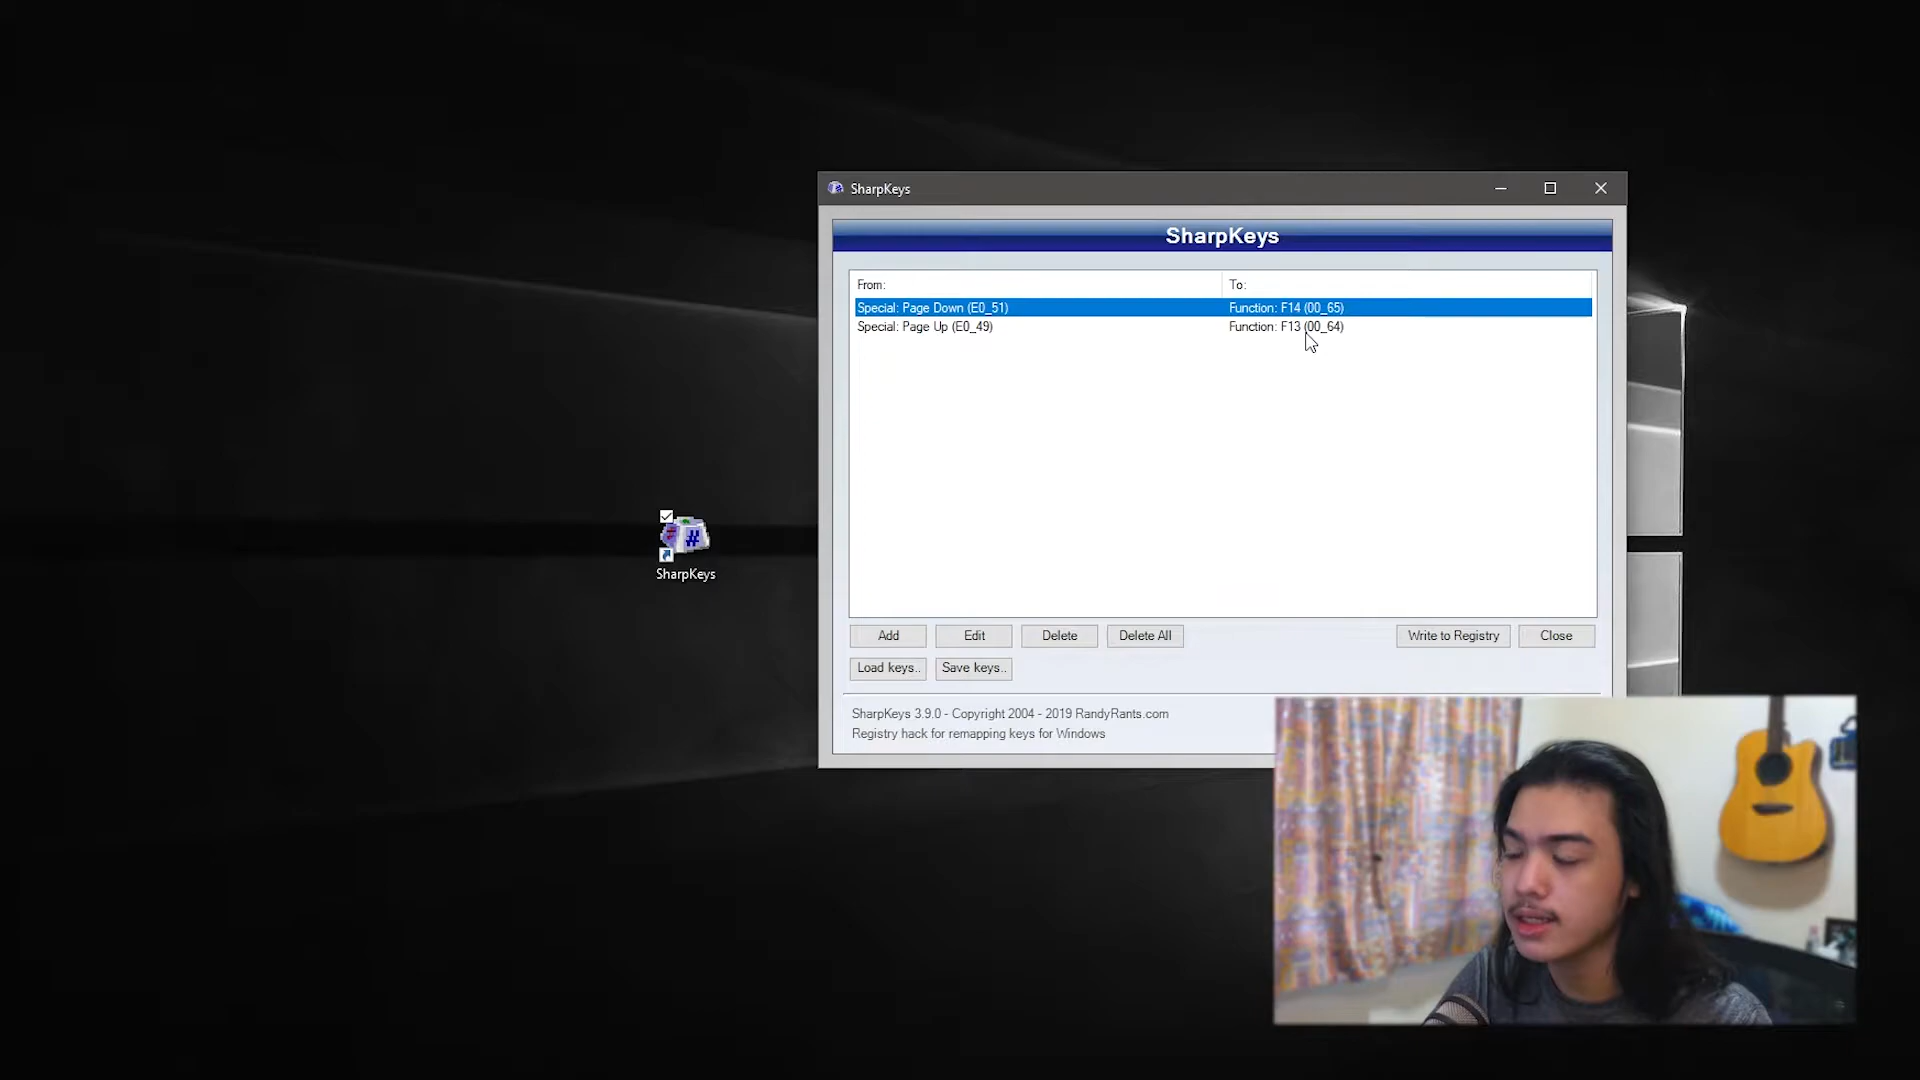 SharpKeys
SharpKeys
From: To:
Special: Page Down (E0_51) Function: F14 (00_65)
Special: Page Up (E0_49) Function: F13 (00_64)
#
SharpKeys
Add Edit Delete Delete All Write to Registry Close
Load keys.. Save keys..
SharpKeys 3.9.0 - Copyright 2004 - 2019 RandyRants.com
Registry hack for remapping keys for Windows